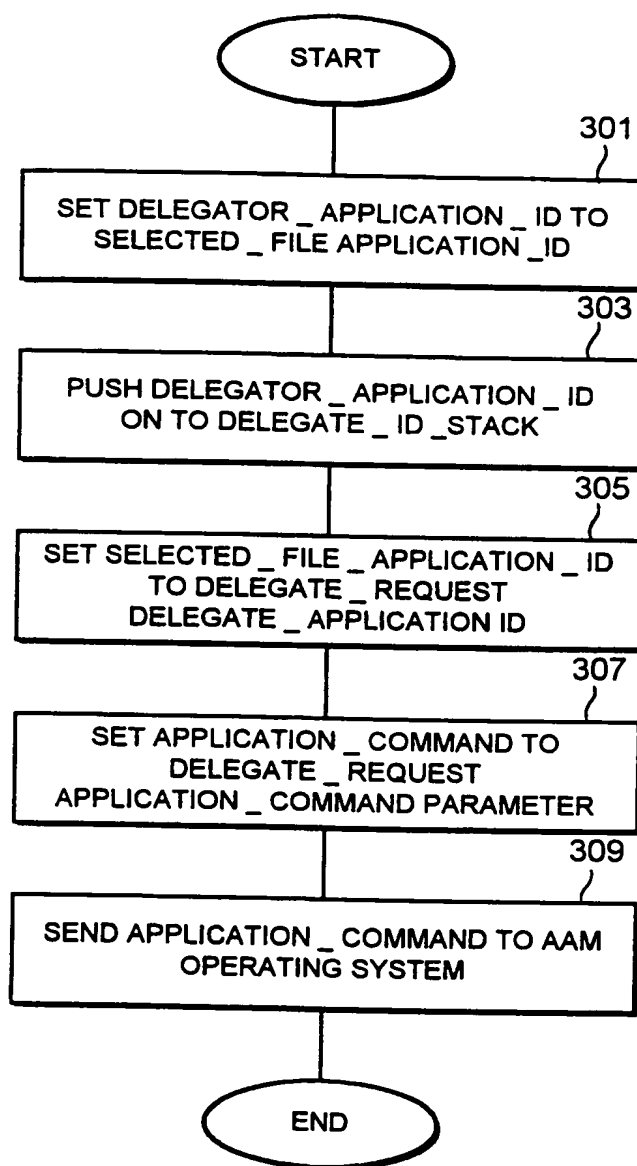 START
301
SET DELEGATOR _ APPLICATION _ ID TO
SELECTED _ FILE APPLICATION _ID
303
PUSH DELEGATOR _ APPLICATION _ ID
ON TO DELEGATE _ ID _STACK
305
SET SELECTED _ FILE _ APPLICATION _ ID
TO DELEGATE _ REQUEST
DELEGATE _ APPLICATION ID
307
SET APPLICATION _ COMMAND TO
DELEGATE _ REQUEST
APPLICATION _ COMMAND PARAMETER
309
SEND APPLICATION _ COMMAND TO AAM
OPERATING SYSTEM
END